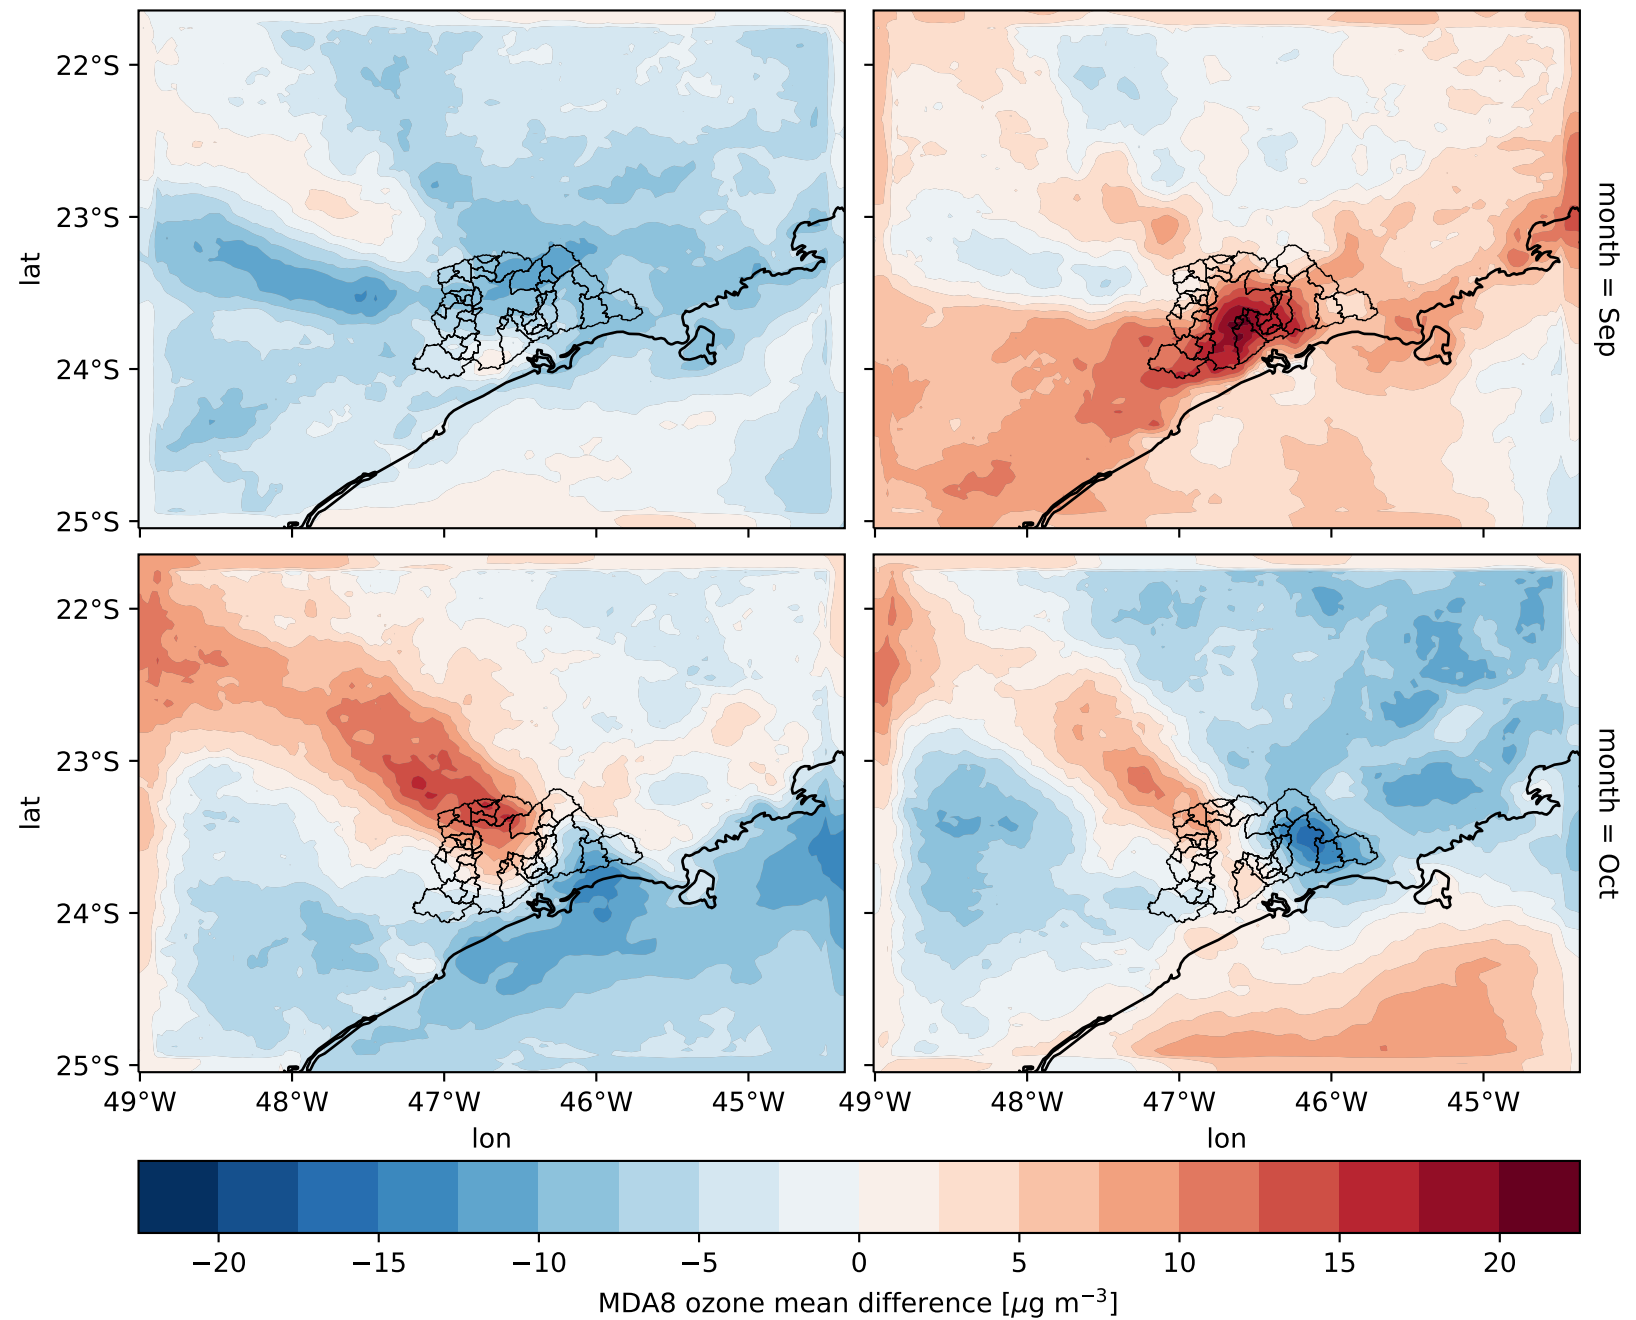 22°S
23°S
24°S
25°S
lat
month = Sep
22°S
23°S
24°S
25°S
lat
month = Oct
49°W 48°W 47°W 46°W 45°W 49°W 48°W 47°W 46°W 45°W
lon lon
−20 −15 −10 −5 0 5 10 15 20
MDA8 ozone mean difference [μg m⁻³]